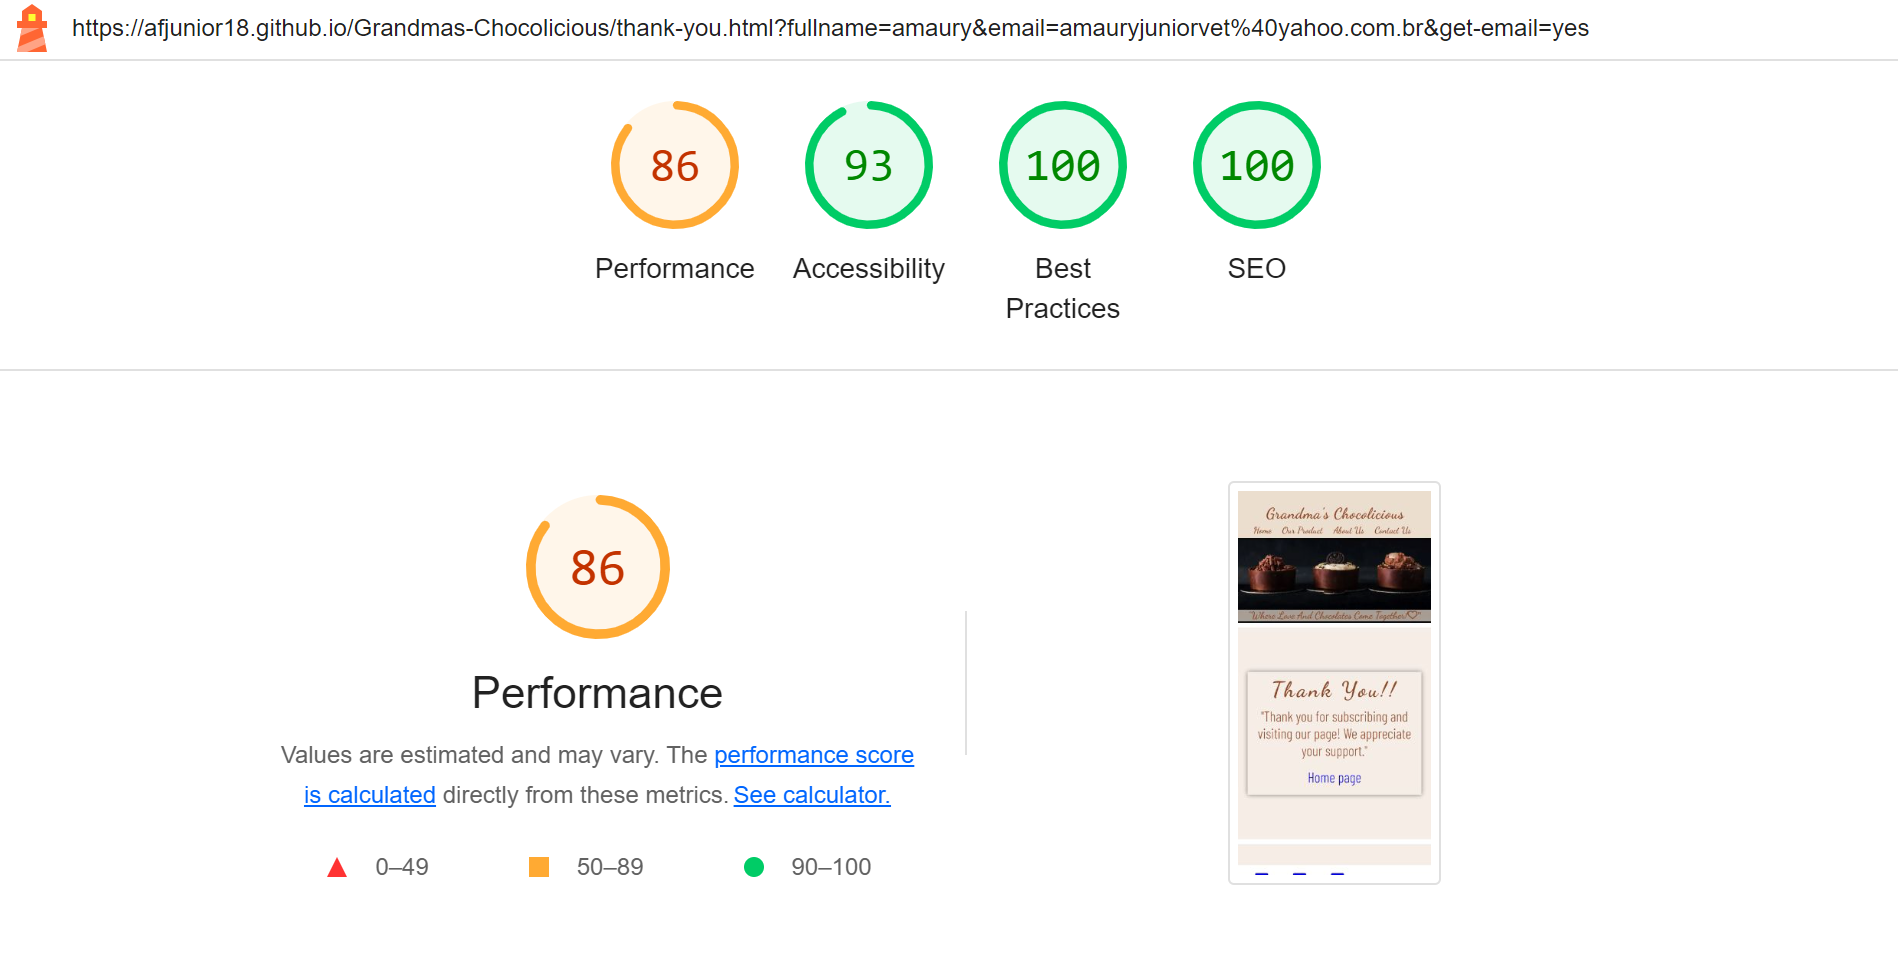 https://afjunior18.github.io/Grandmas-Chocolicious/thank-you.html?fullname=amaury&email=amauryjuniorvet%40yahoo.com.br&get-email=yes
86
93
100
100
Performance
Accessibility
Best
Practices
SEO
86
Performance
Values are estimated and may vary. The performance score
is calculated directly from these metrics. See calculator.
0–49
50–89
90–100
Grandma's Chocolicious
Home Our Product About Us Contact Us
"Where Love And Chocolates Come Together♡"
Thank You!!
"Thank you for subscribing and
visiting our page! We appreciate
your support."
Home page